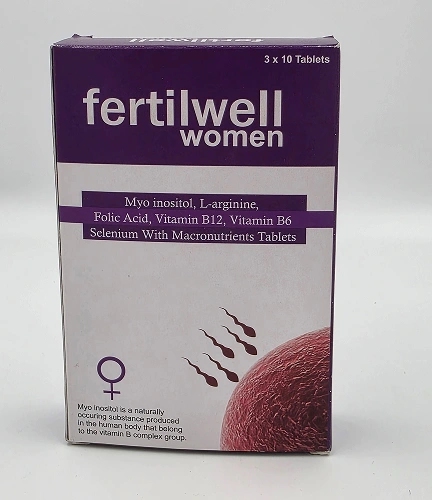 fertilwell
3 x 10 Tablets
fertilwell
women
Myo inositol, L-arginine,
Folic Acid, Vitamin B12, Vitamin B6
Selenium With Macronutrients Tablets
Myo inositol is a naturally
occuring substance produced
in the human body that belong
to the vitamin B complex group.